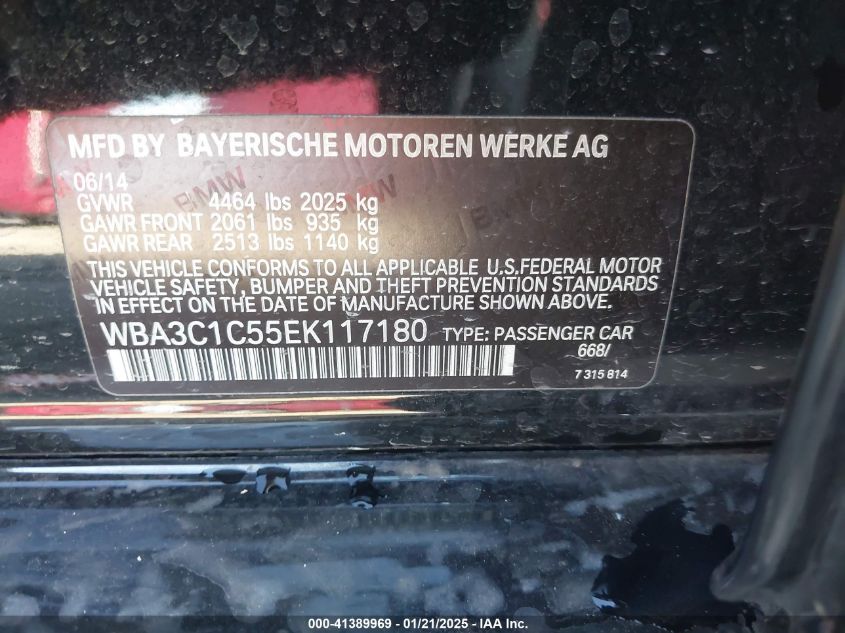 MFD BY BAYERISCHE MOTOREN WERKE AG
06/14
GVWR 4464 lbs 2025 kg
GAWR FRONT 2061 lbs 935 kg
GAWR REAR 2513 lbs 1140 kg
THIS VEHICLE CONFORMS TO ALL APPLICABLE U.S.FEDERAL MOTOR
VEHICLE SAFETY, BUMPER AND THEFT PREVENTION STANDARDS
IN EFFECT ON THE DATE OF MANUFACTURE SHOWN ABOVE.
WBA3C1C55EK117180 TYPE: PASSENGER CAR
668/
7 315 814
000-41389969 / 01/21/2025 / IAA Inc.
BMW